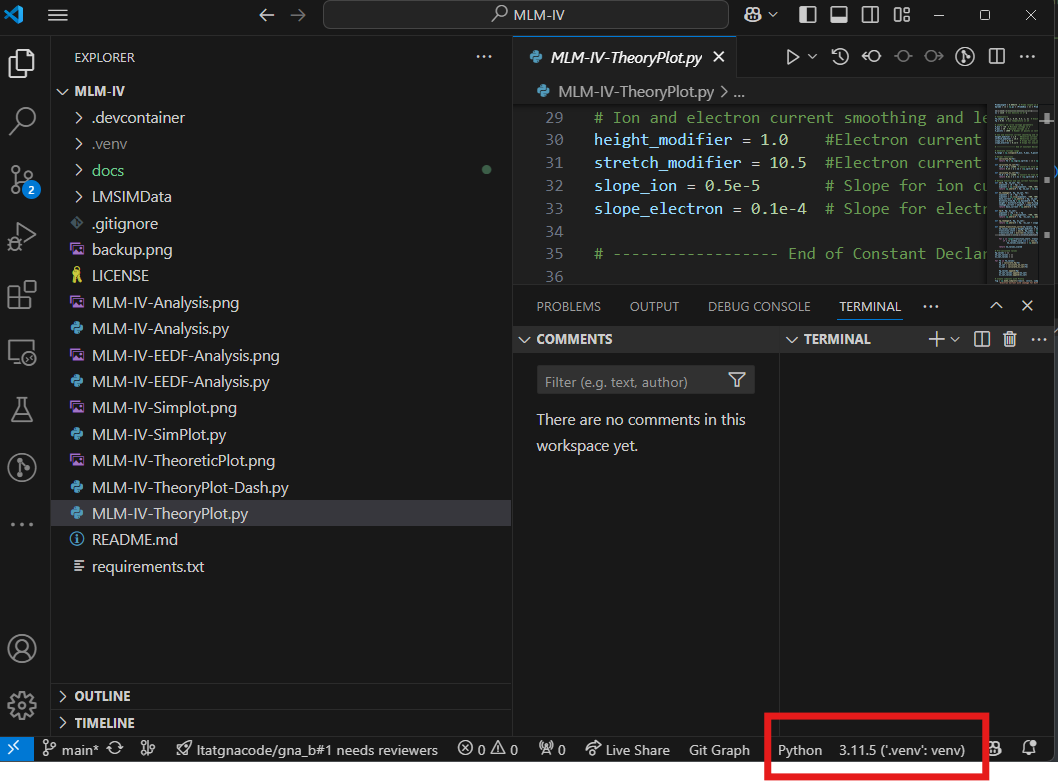 MLM-IV
EXPLORER
MLM-IV
.devcontainer
.venv
docs
LMSIMData
.gitignore
backup.png
LICENSE
MLM-IV-Analysis.png
MLM-IV-Analysis.py
MLM-IV-EEDF-Analysis.png
MLM-IV-EEDF-Analysis.py
MLM-IV-Simplot.png
MLM-IV-SimPlot.py
MLM-IV-TheoreticPlot.png
MLM-IV-TheoryPlot-Dash.py
MLM-IV-TheoryPlot.py
README.md
requirements.txt
OUTLINE
TIMELINE
2
MLM-IV-TheoryPlot.py
MLM-IV-TheoryPlot.py > ...
29 # Ion and electron current smoothing and le
30 height_modifier = 1.0 #Electron current
31 stretch_modifier = 10.5 #Electron current
32 slope_ion = 0.5e-5 # Slope for ion cu
33 slope_electron = 0.1e-4 # Slope for electr
34
35 # ------------------ End of Constant Declar
36
PROBLEMS OUTPUT DEBUG CONSOLE TERMINAL ...
COMMENTS
Filter (e.g. text, author)
There are no comments in this
workspace yet.
TERMINAL
main* ltatgnacode/gna_b#1 needs reviewers 0 0 0 Live Share Git Graph Python 3.11.5 ('.venv': venv)